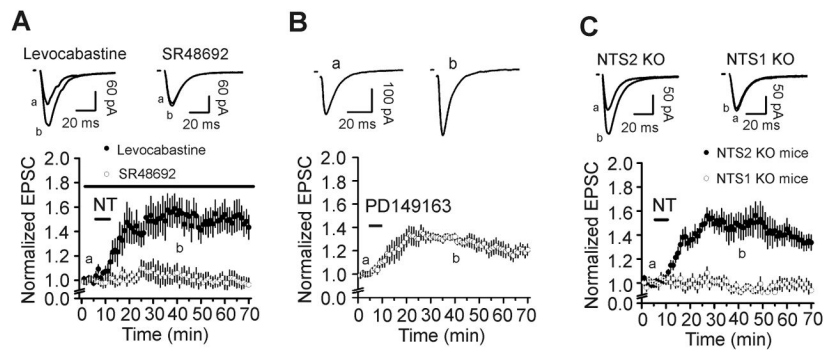 A
Levocabastine
SR48692
a
b
60 pA
20 ms
a
b
60 pA
20 ms
Levocabastine
SR48692
NT
a
b
Normalized EPSC
2.0
1.8
1.6
1.4
1.2
1.0
0.0
0 10 20 30 40 50 60 70
Time (min)
B
a
b
100 pA
20 ms
PD149163
a
b
Normalized EPSC
2.0
1.8
1.6
1.4
1.2
1.0
0.0
0 10 20 30 40 50 60 70
Time (min)
C
NTS2 KO
NTS1 KO
a
b
50 pA
20 ms
b
a
50 pA
20 ms
NTS2 KO mice
NTS1 KO mice
NT
a
b
Normalized EPSC
2.0
1.8
1.6
1.4
1.2
1.0
0.0
0 10 20 30 40 50 60 70
Time (min)